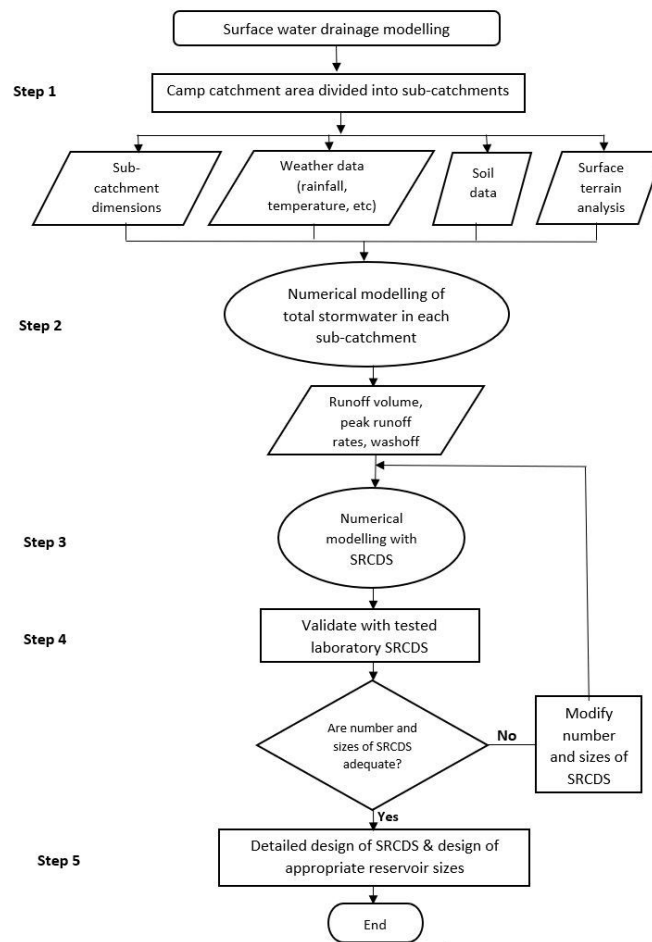 Surface water drainage modelling
Step 1
Camp catchment area divided into sub-catchments
Sub-
catchment
dimensions
Weather data
(rainfall,
temperature, etc)
Soil
data
Surface
terrain
analysis
Step 2
Numerical modelling of
total stormwater in each
sub-catchment
Runoff volume,
peak runoff
rates, washoff
Step 3
Numerical
modelling with
SRCDS
Step 4
Validate with tested
laboratory SRCDS
Are number and
sizes of SRCDS
adequate?
No
Modify
number
and sizes of
SRCDS
Yes
Step 5
Detailed design of SRCDS & design of
appropriate reservoir sizes
End